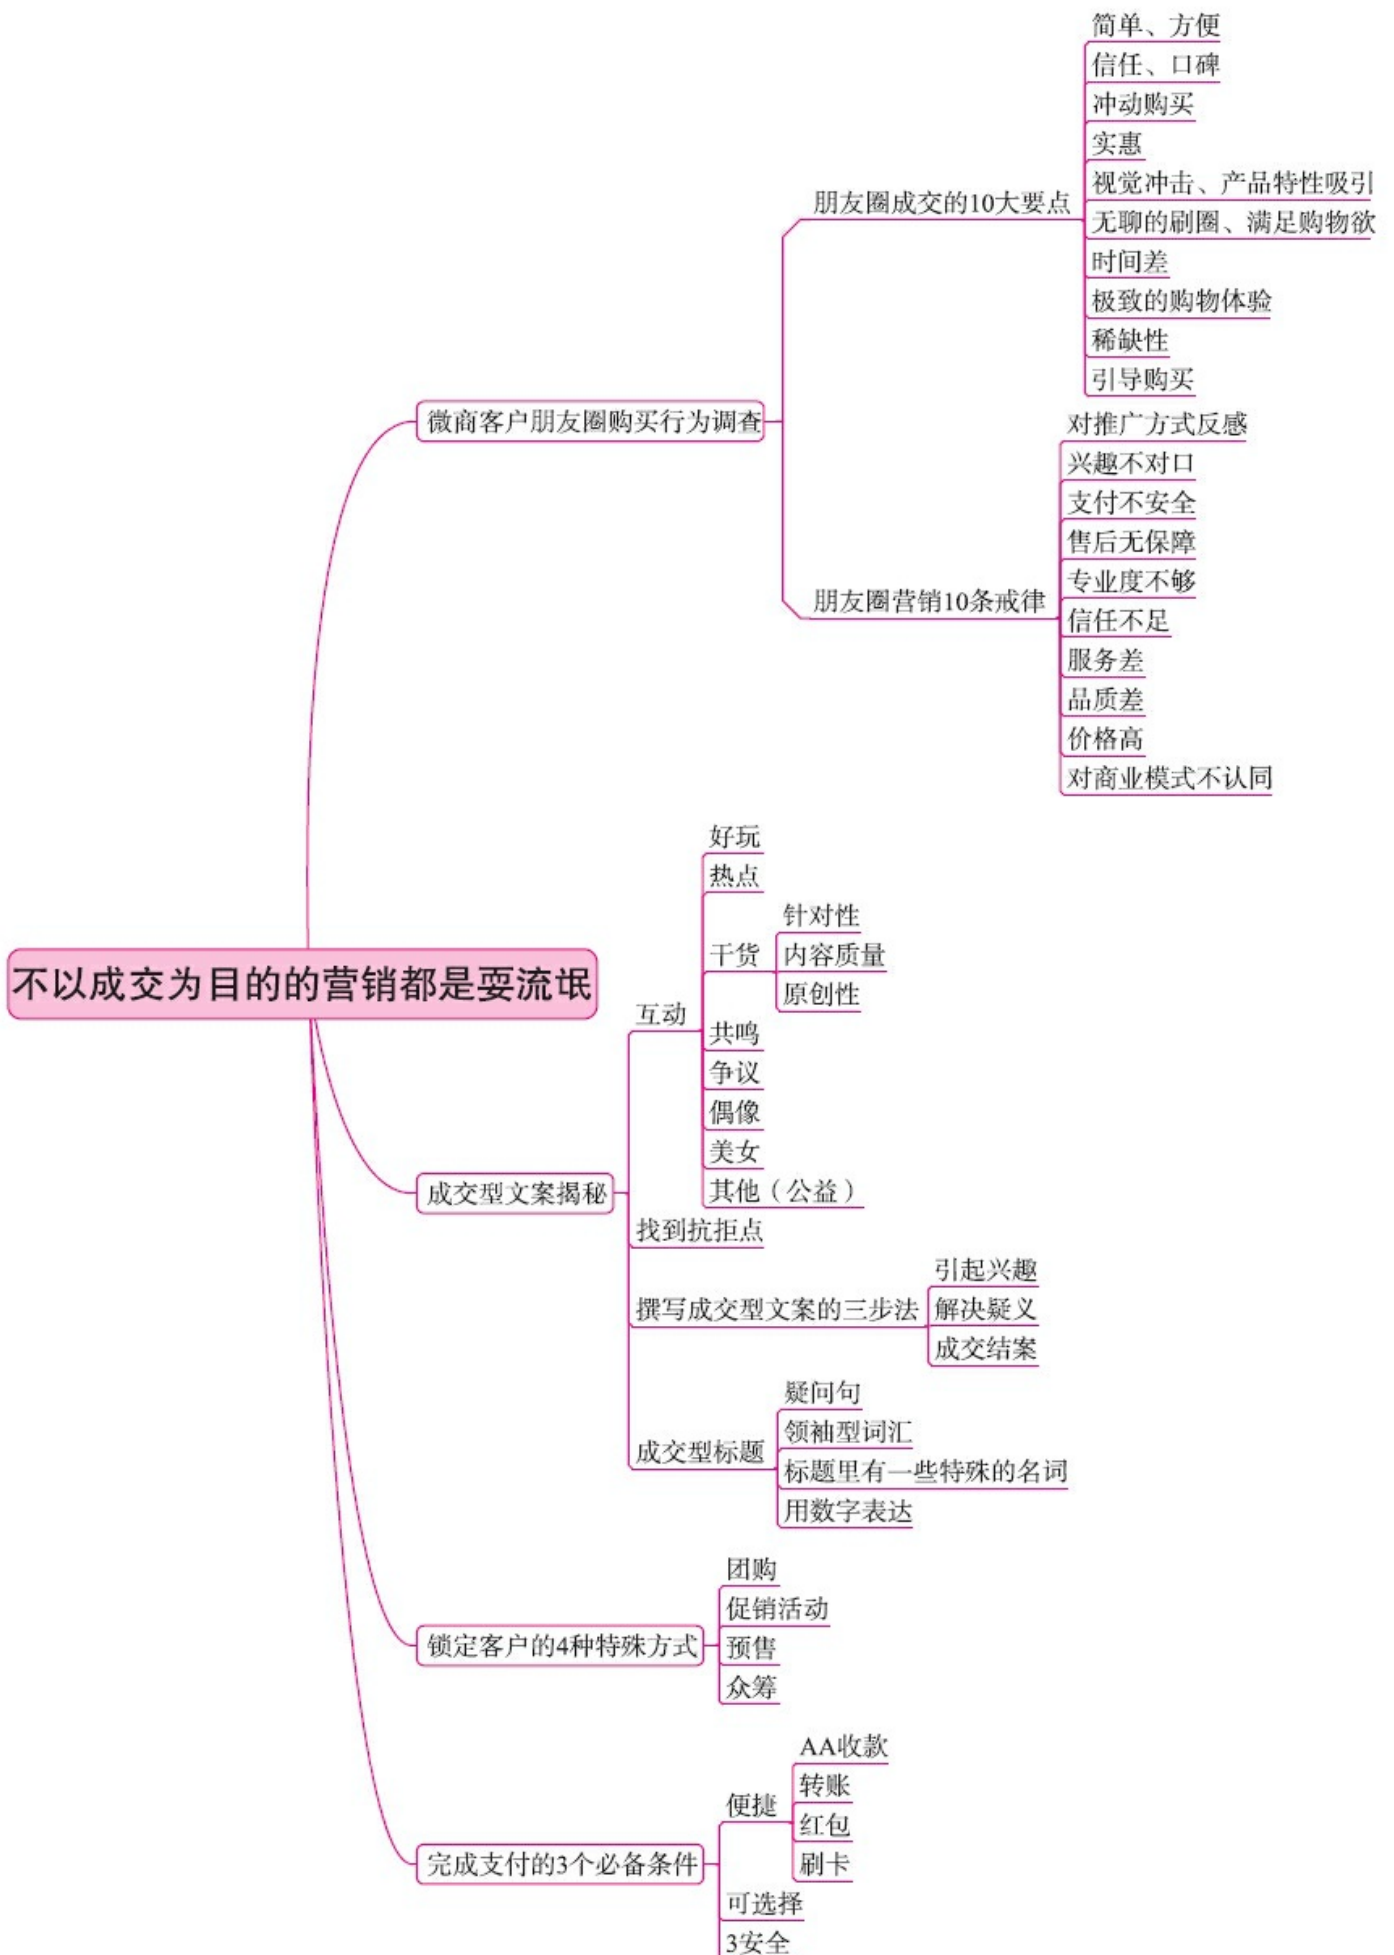 不以成交为目的的营销都是耍流氓
微商客户朋友圈购买行为调查
朋友圈成交的10大要点
简单、方便
信任、口碑
冲动购买
实惠
视觉冲击、产品特性吸引
无聊的刷圈、满足购物欲
时间差
极致的购物体验
稀缺性
引导购买
朋友圈营销10条戒律
对推广方式反感
兴趣不对口
支付不安全
售后无保障
专业度不够
信任不足
服务差
品质差
价格高
对商业模式不认同
成交型文案揭秘
互动
好玩
热点
干货
针对性
内容质量
原创性
共鸣
争议
偶像
美女
其他（公益）
找到抗拒点
撰写成交型文案的三步法
引起兴趣
解决疑义
成交结案
成交型标题
疑问句
领袖型词汇
标题里有一些特殊的名词
用数字表达
锁定客户的4种特殊方式
团购
促销活动
预售
众筹
完成支付的3个必备条件
便捷
AA收款
转账
红包
刷卡
可选择
3安全